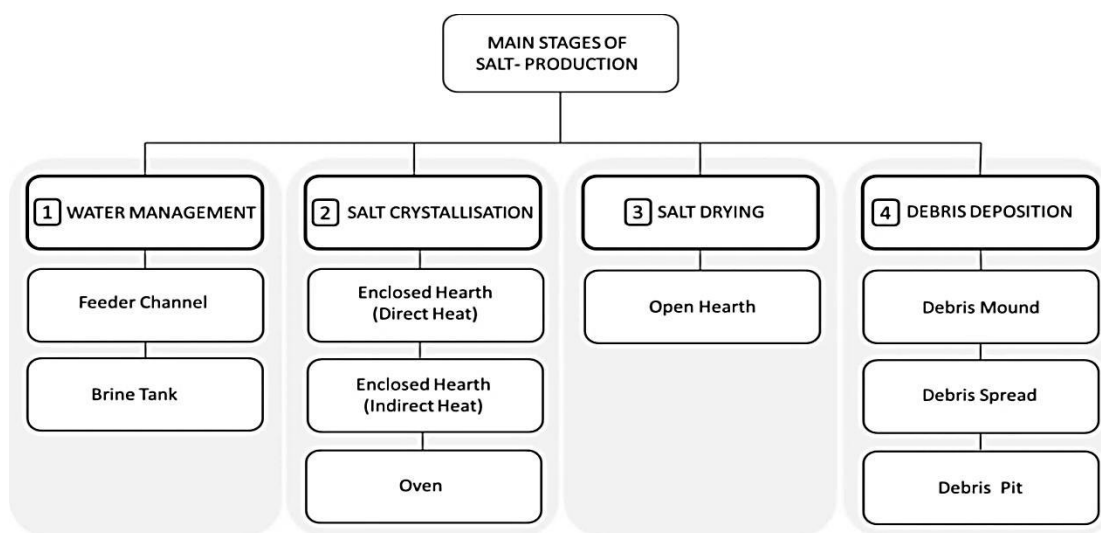 MAIN STAGES OF
SALT- PRODUCTION
1 WATER MANAGEMENT
Feeder Channel
Brine Tank
2 SALT CRYSTALLISATION
Enclosed Hearth
(Direct Heat)
Enclosed Hearth
(Indirect Heat)
Oven
3 SALT DRYING
Open Hearth
4 DEBRIS DEPOSITION
Debris Mound
Debris Spread
Debris Pit